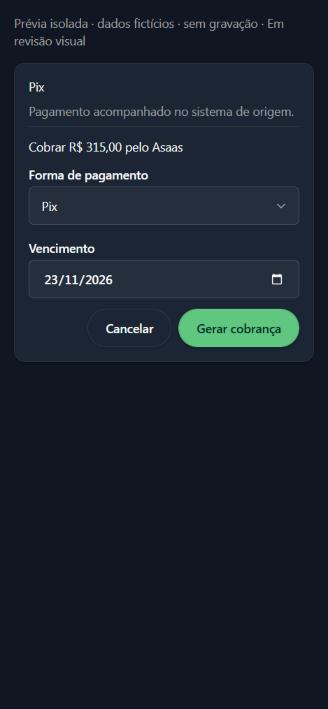 Prévia isolada · dados fictícios · sem gravação · Em
revisão visual
Pix
Pagamento acompanhado no sistema de origem.
Cobrar R$ 315,00 pelo Asaas
Forma de pagamento
Pix
Vencimento
23/11/2026
Cancelar
Gerar cobrança